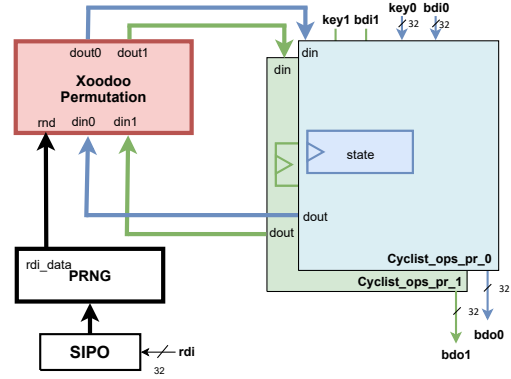 key1 bdi1 key0 bdi0
32 32
dout0 dout1
din
din
Xoodoo
Permutation
rnd din0 din1
state
dout
dout
rdi_data
PRNG
Cyclist_ops_pr_0
Cyclist_ops_pr_1
32
32
bdo0
bdo1
SIPO
rdi
32